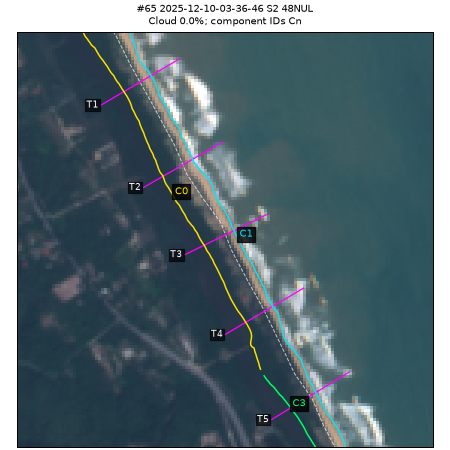 #65 2025-12-10-03-36-46 S2 48NUL
Cloud 0.0%; component IDs Cn
T1
T2
C0
C1
T3
T4
C3
T5